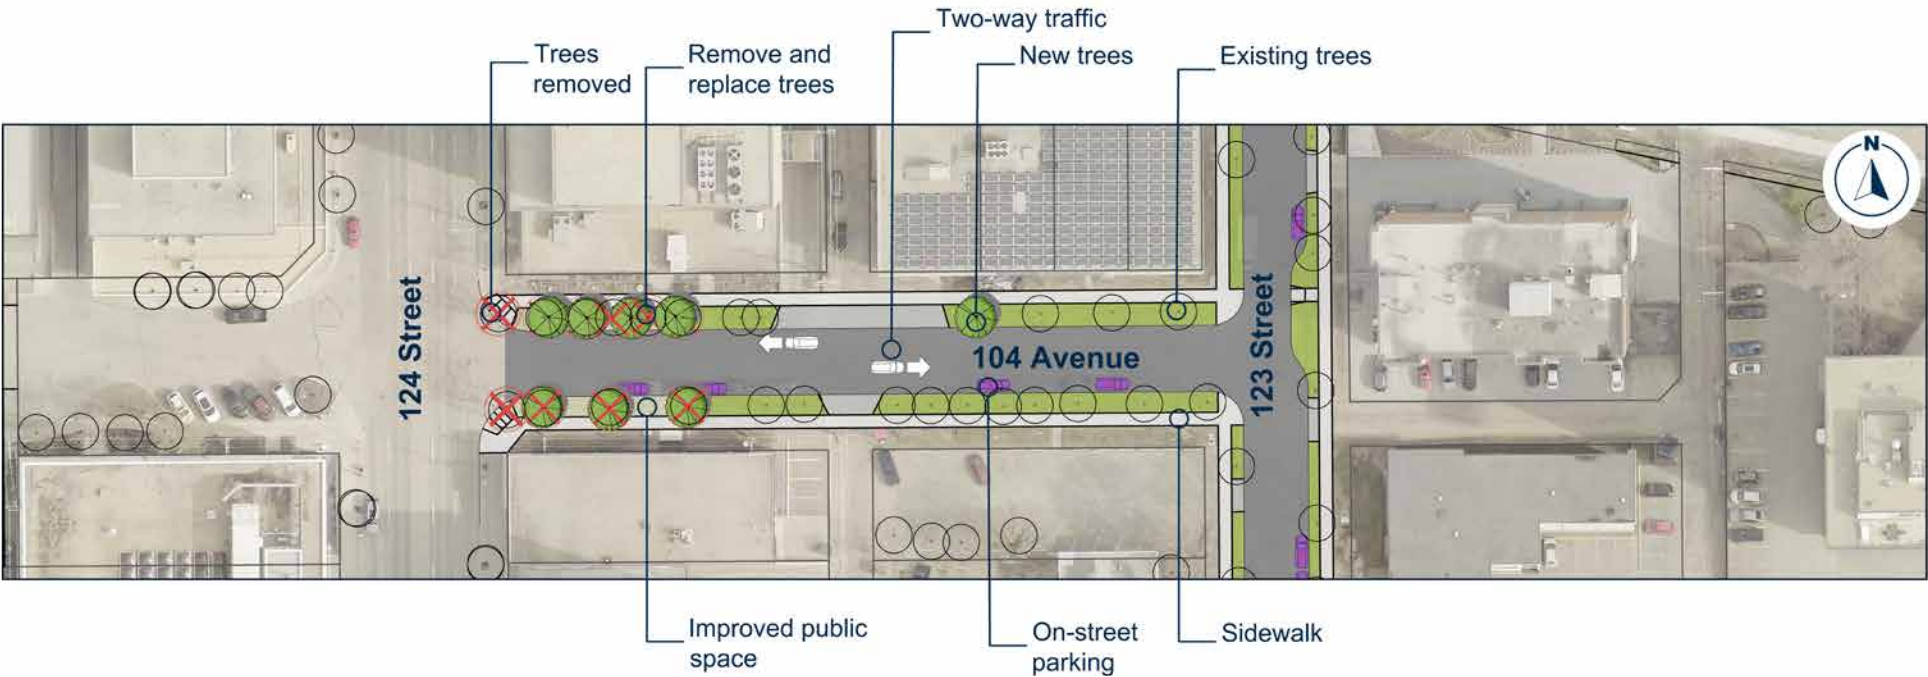 Two-way traffic
Trees
removed
Remove and
replace trees
New trees
Existing trees
N
124 Street
104 Avenue
123 Street
Improved public
space
On-street
parking
Sidewalk